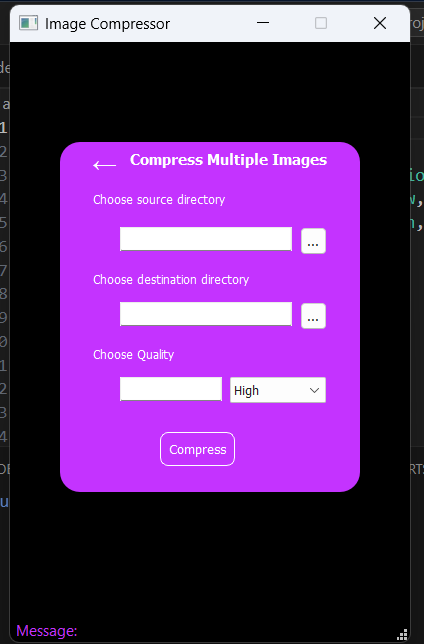 Image Compressor
← Compress Multiple Images
Choose source directory
...
Choose destination directory
...
Choose Quality
High
Compress
Message: